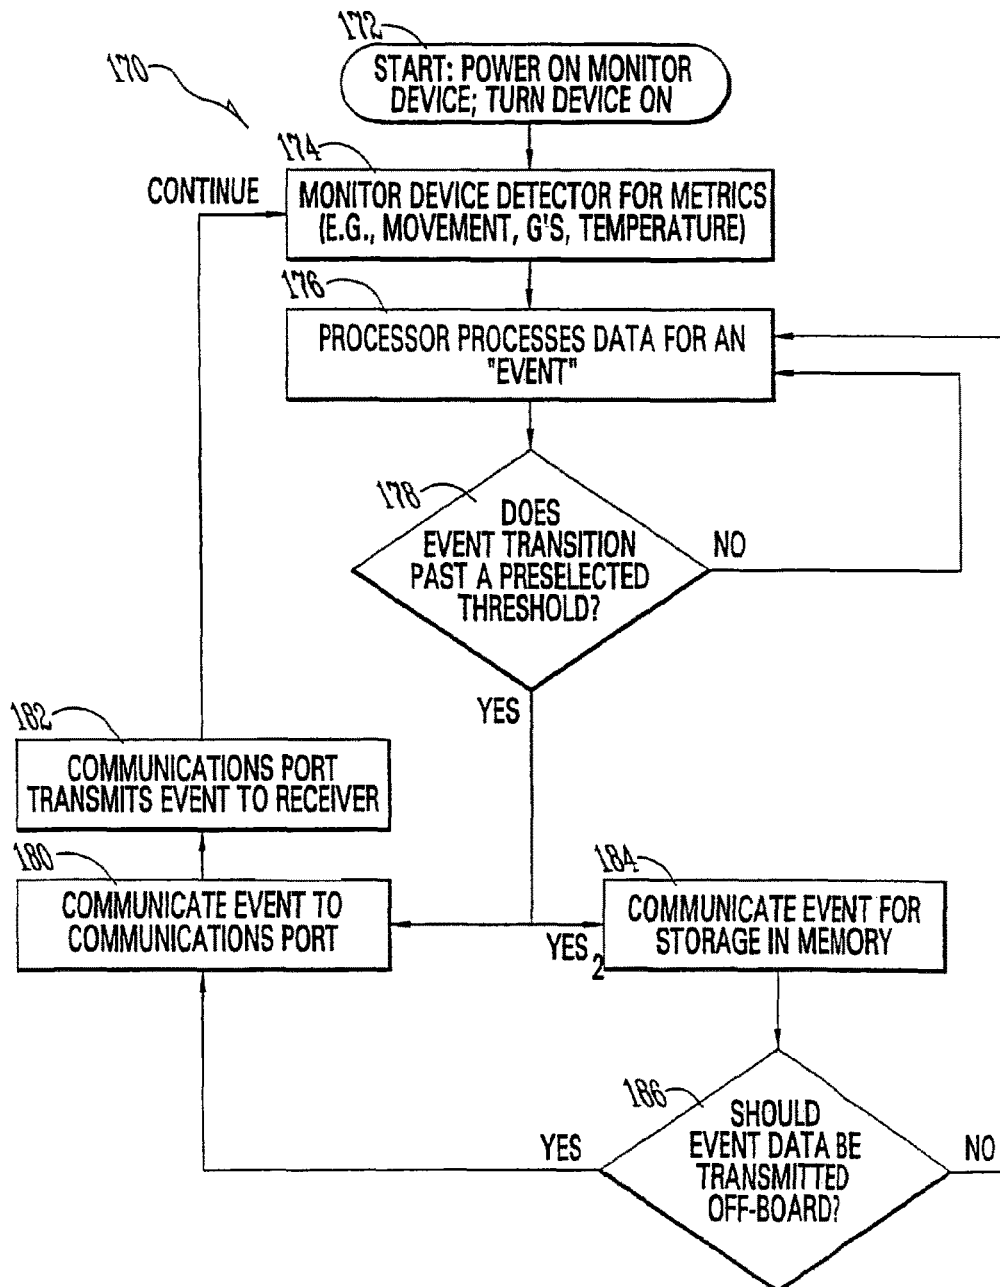 172
START: POWER ON MONITOR
DEVICE; TURN DEVICE ON
170
174
CONTINUE
MONITOR DEVICE DETECTOR FOR METRICS
(E.G., MOVEMENT, G'S, TEMPERATURE)
176
PROCESSOR PROCESSES DATA FOR AN
"EVENT"
178
DOES
EVENT TRANSITION
PAST A PRESELECTED
THRESHOLD?
NO
YES
182
COMMUNICATIONS PORT
TRANSMITS EVENT TO RECEIVER
180
COMMUNICATE EVENT TO
COMMUNICATIONS PORT
YES2
184
COMMUNICATE EVENT FOR
STORAGE IN MEMORY
186
SHOULD
EVENT DATA BE
TRANSMITTED
OFF-BOARD?
YES
NO